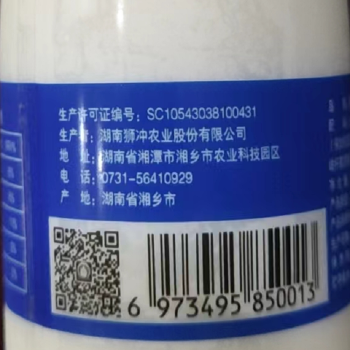 生产许可证编号：SC10543038100431
生产者：湖南狮冲农业股份有限公司
地 址：湖南省湘潭市湘乡市农业科技园区
电 话：0731-56410929
产 地：湖南省湘乡市
6 973495 850013